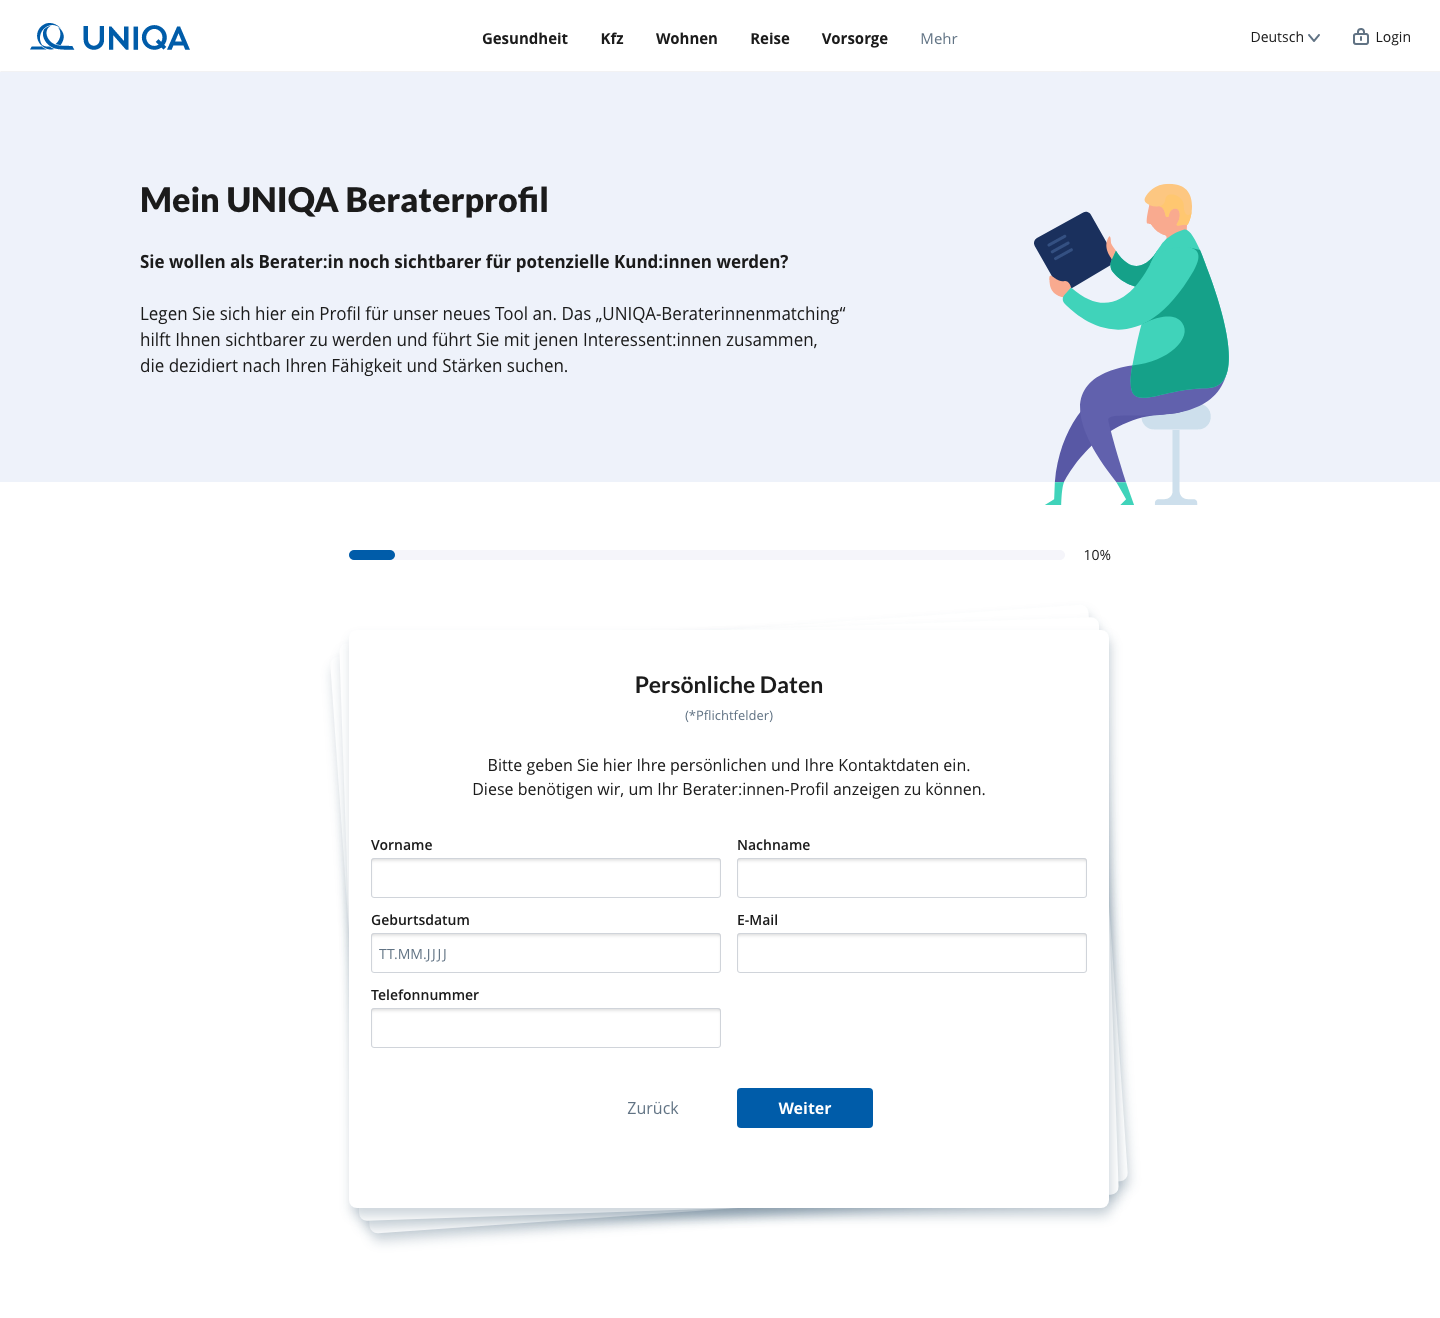 UNIQA
Gesundheit Kfz Wohnen Reise Vorsorge Mehr
Deutsch Login
Mein UNIQA Beraterprofil
Sie wollen als Berater:in noch sichtbarer für potenzielle Kund:innen werden?
Legen Sie sich hier ein Profil für unser neues Tool an. Das „UNIQA-Beraterinnenmatching“
hilft Ihnen sichtbarer zu werden und führt Sie mit jenen Interessent:innen zusammen,
die dezidiert nach Ihren Fähigkeit und Stärken suchen.
10%
Persönliche Daten
(*Pflichtfelder)
Bitte geben Sie hier Ihre persönlichen und Ihre Kontaktdaten ein.
Diese benötigen wir, um Ihr Berater:innen-Profil anzeigen zu können.
Vorname Nachname
Geburtsdatum E-Mail
TT.MM.JJJJ
Telefonnummer
Zurück Weiter